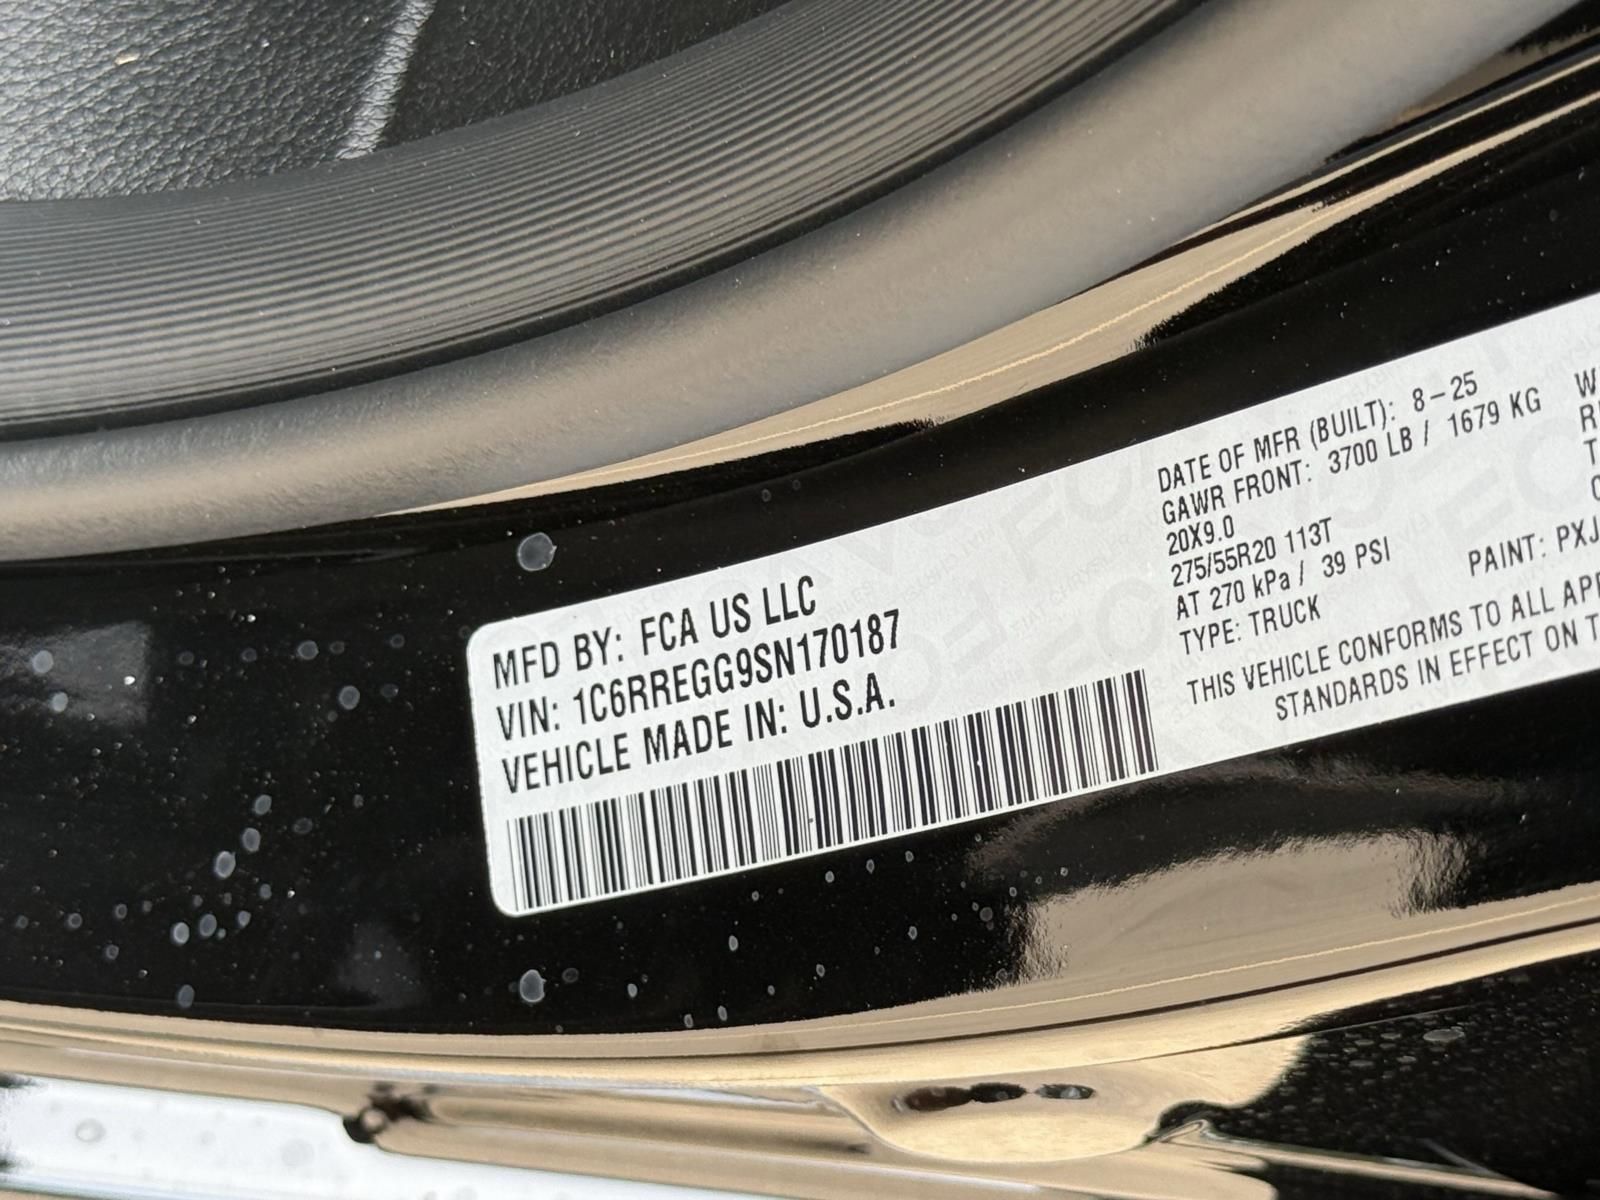 MFD BY: FCA US LLC
VIN: 1C6RREGG9SN170187
VEHICLE MADE IN: U.S.A.
DATE OF MFR (BUILT): 8-25
GAWR FRONT: 3700 LB / 1679 KG
20X9.0
275/55R20 113T
AT 270 kPa / 39 PSI
TYPE: TRUCK
PAINT: PXJ
THIS VEHICLE CONFORMS TO ALL
STANDARDS IN EFFECT ON